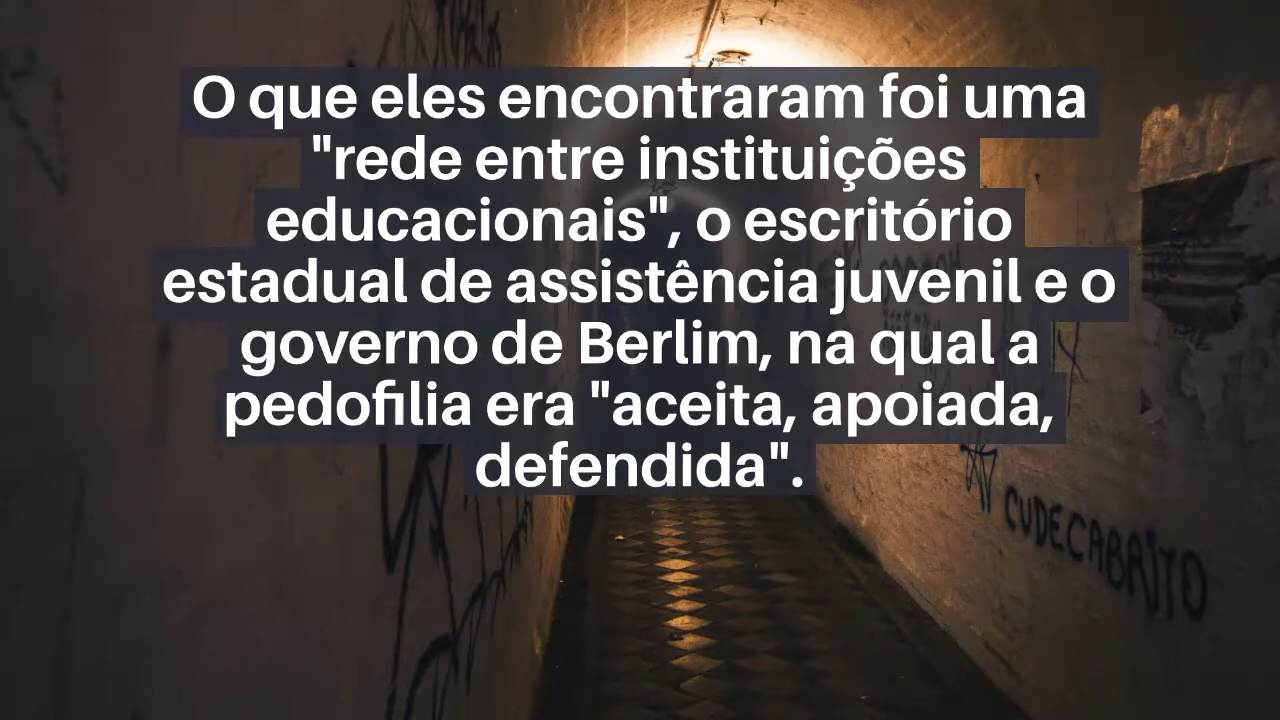 O que eles encontraram foi uma
"rede entre instituições
educacionais", o escritório
estadual de assistência juvenil e o
governo de Berlim, na qual a
pedofilia era "aceita, apoiada,
defendida".
CUDECABRITO